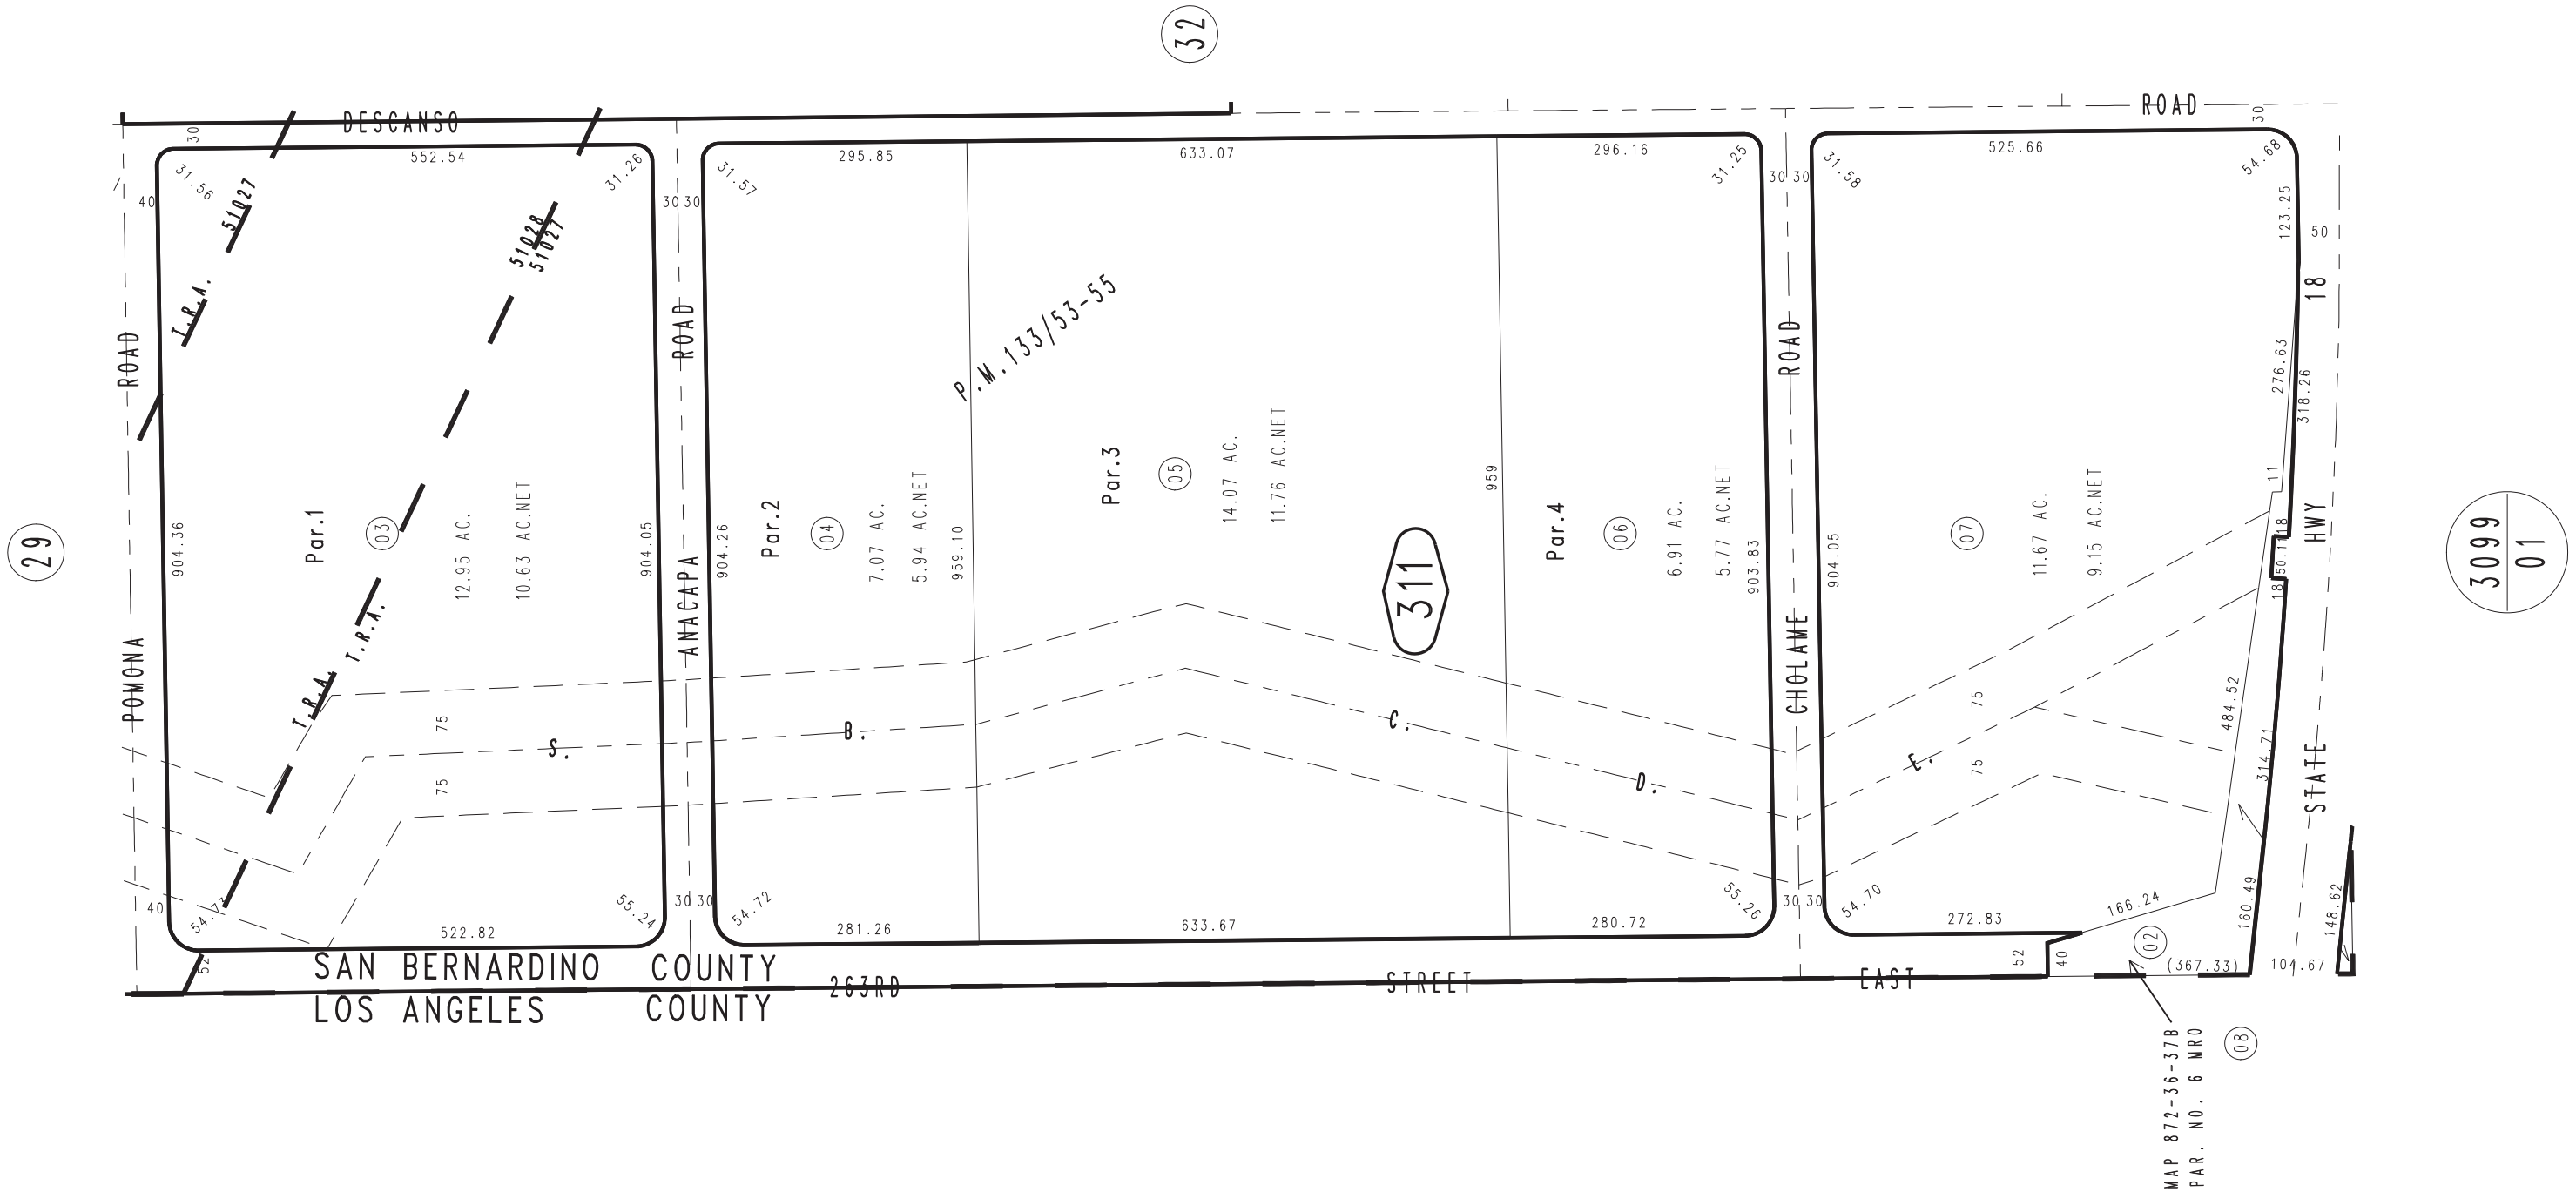 32
DESCANSO
ROAD
30
30
552.54
295.85
633.07
296.16
525.66
31.56
31.26
31.57
31.25
31.58
54.68
40
30 30
30 30
123.25
50
T.R.A. 51027
51028
51027
18
P.M.133/53-55
ROAD
ROAD
ROAD
276.63
318.26
11
Par.1
03
12.95 AC.
10.63 AC.NET
Par.2
04
7.07 AC.
5.94 AC.NET
Par.3
05
14.07 AC.
11.76 AC.NET
Par.4
06
6.91 AC.
5.77 AC.NET
07
11.67 AC.
9.15 AC.NET
904.36
904.05
904.26
959.10
959
903.83
904.05
18
50.11
18
HWY
29
3099
01
311
POMONA
ANACAPA
CHOLAME
STATE
T.R.A.
T.R.A.
75
75
S.
B.
C.
D.
E.
75
75
484.52
314.71
40
54.73
55.24
30 30
54.72
55.26
30 30
54.70
166.24
160.49
148.62
522.82
281.26
633.67
280.72
272.83
52
52
40
02
(367.33)
104.67
SAN BERNARDINO COUNTY
263RD STREET EAST
LOS ANGELES COUNTY
MAP 872-36-37B
PAR. NO. 6 MRO
08